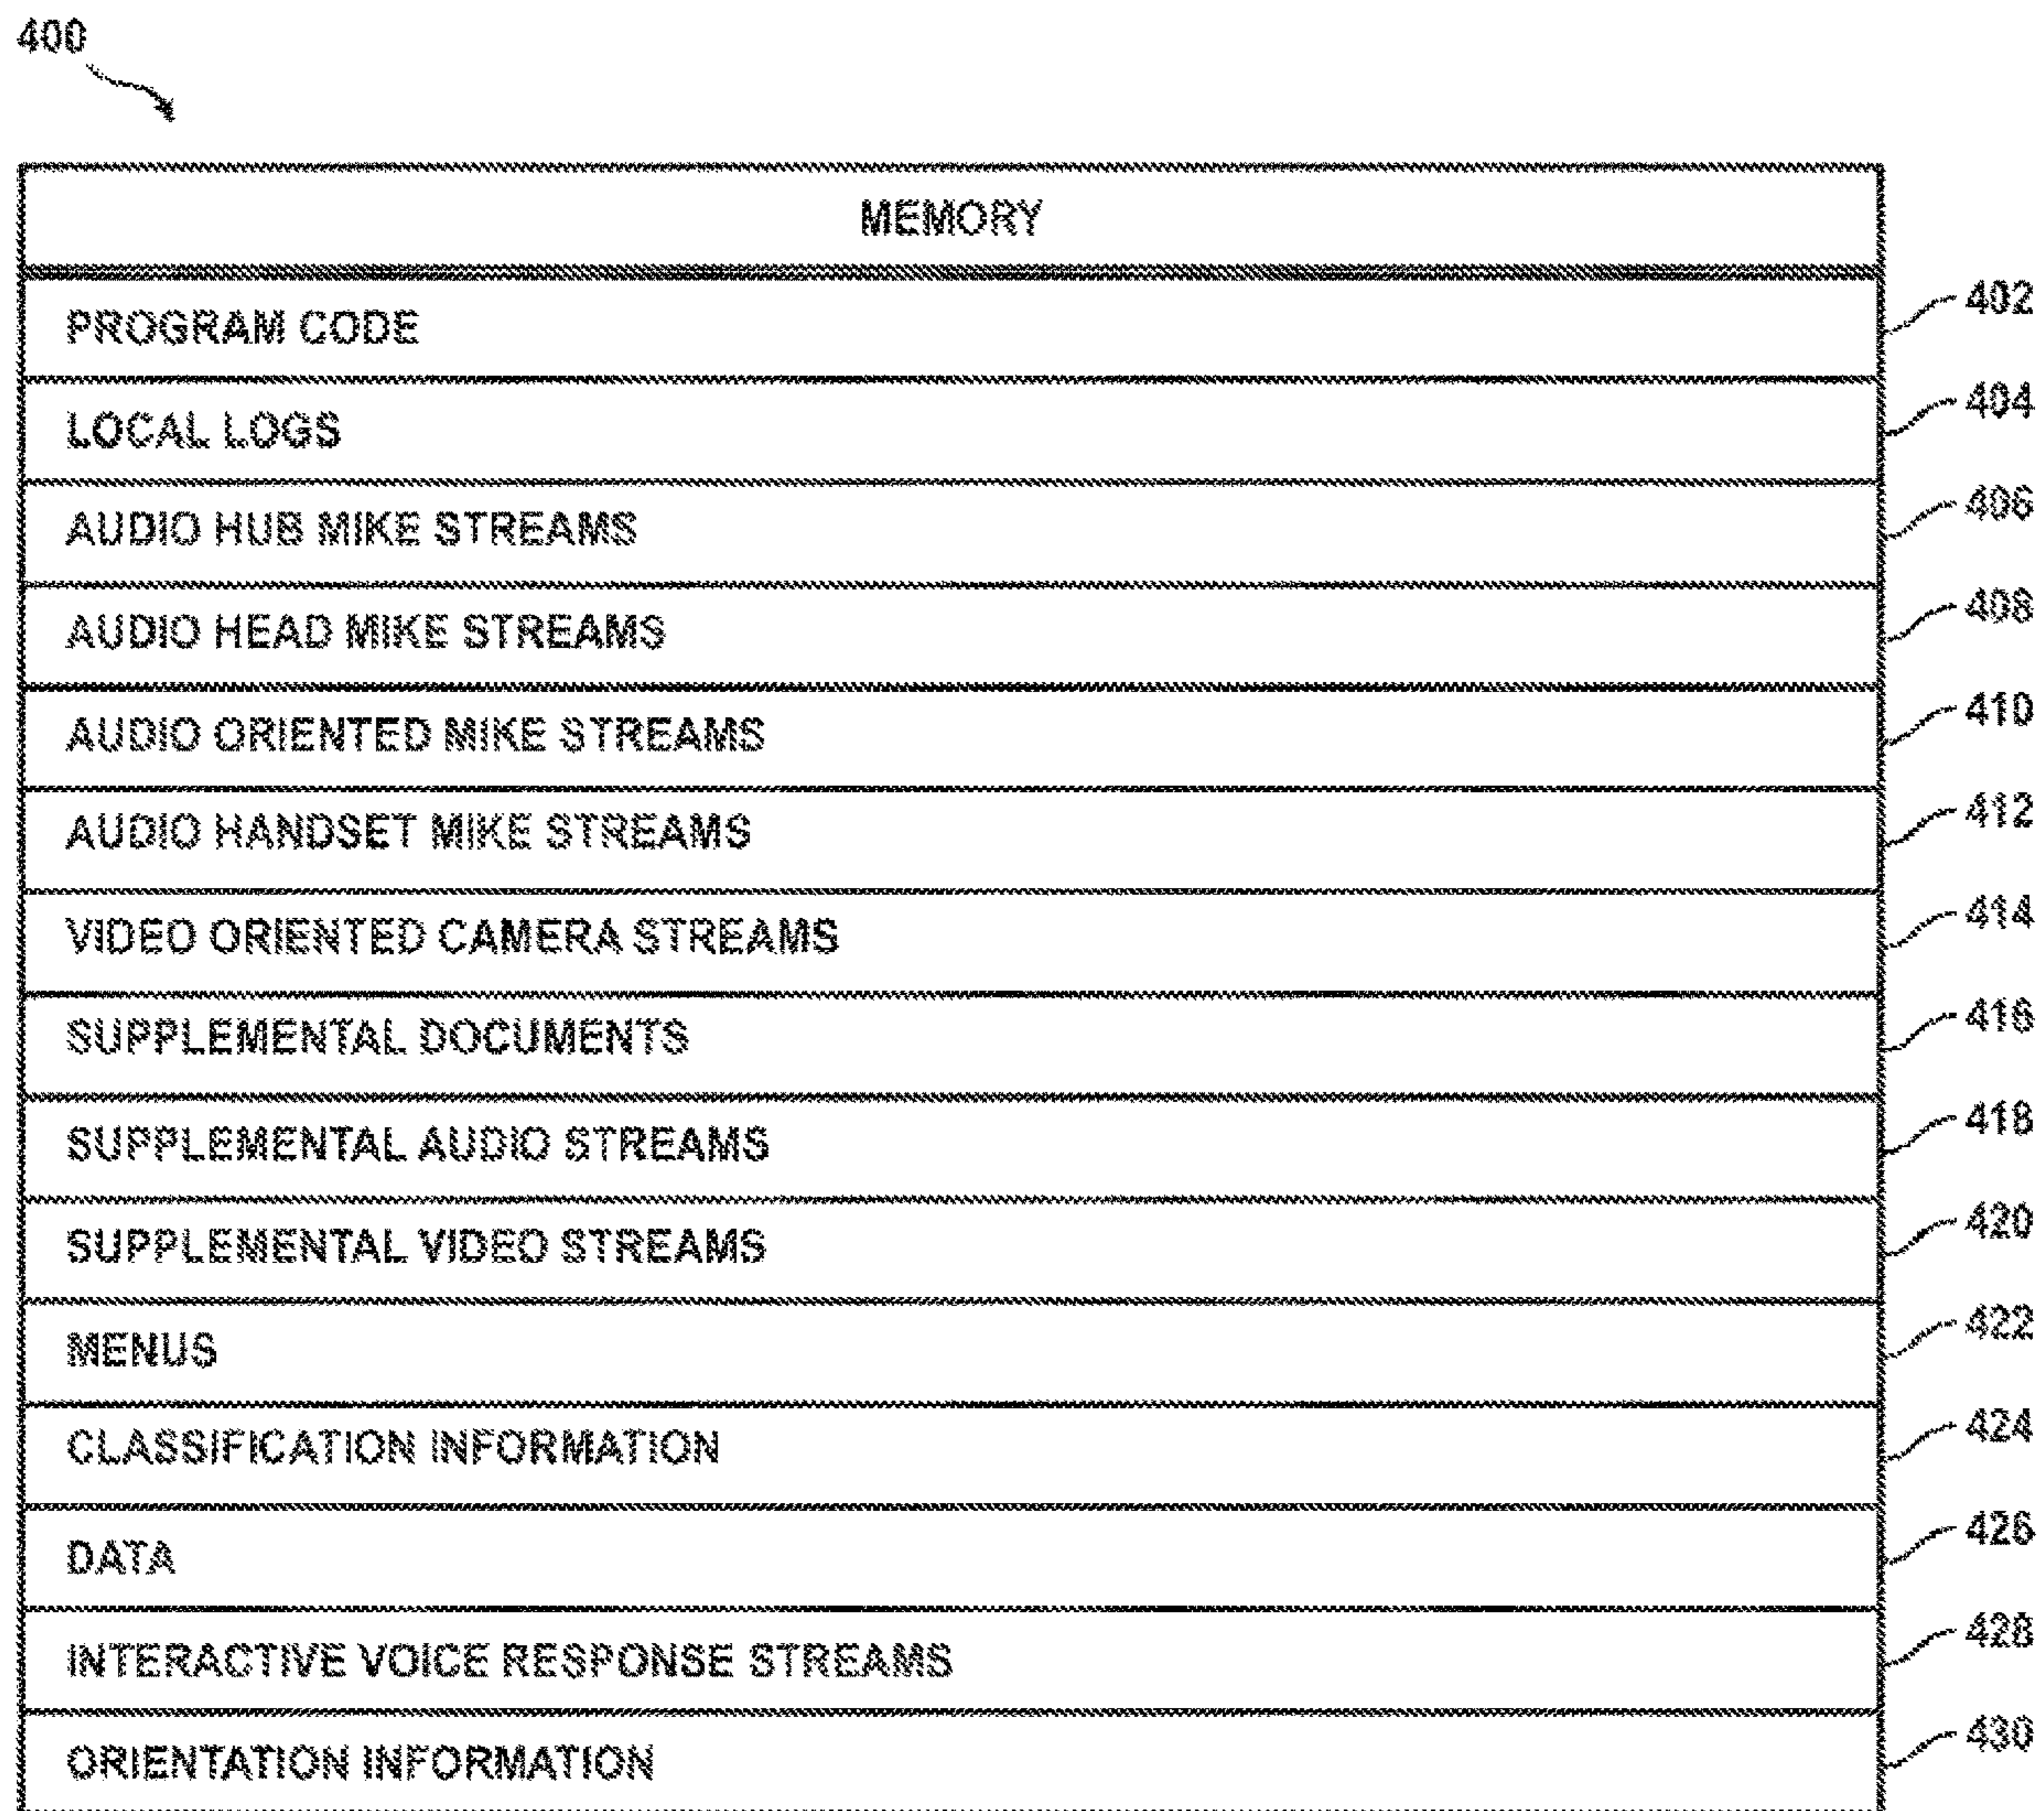 400
MEMORY
PROGRAM CODE 402
LOCAL LOGS 404
AUDIO HUB MIKE STREAMS 406
AUDIO HEAD MIKE STREAMS 408
AUDIO ORIENTED MIKE STREAMS 410
AUDIO HANDSET MIKE STREAMS 412
VIDEO ORIENTED CAMERA STREAMS 414
SUPPLEMENTAL DOCUMENTS 416
SUPPLEMENTAL AUDIO STREAMS 418
SUPPLEMENTAL VIDEO STREAMS 420
MENUS 422
CLASSIFICATION INFORMATION 424
DATA 426
INTERACTIVE VOICE RESPONSE STREAMS 428
ORIENTATION INFORMATION 430